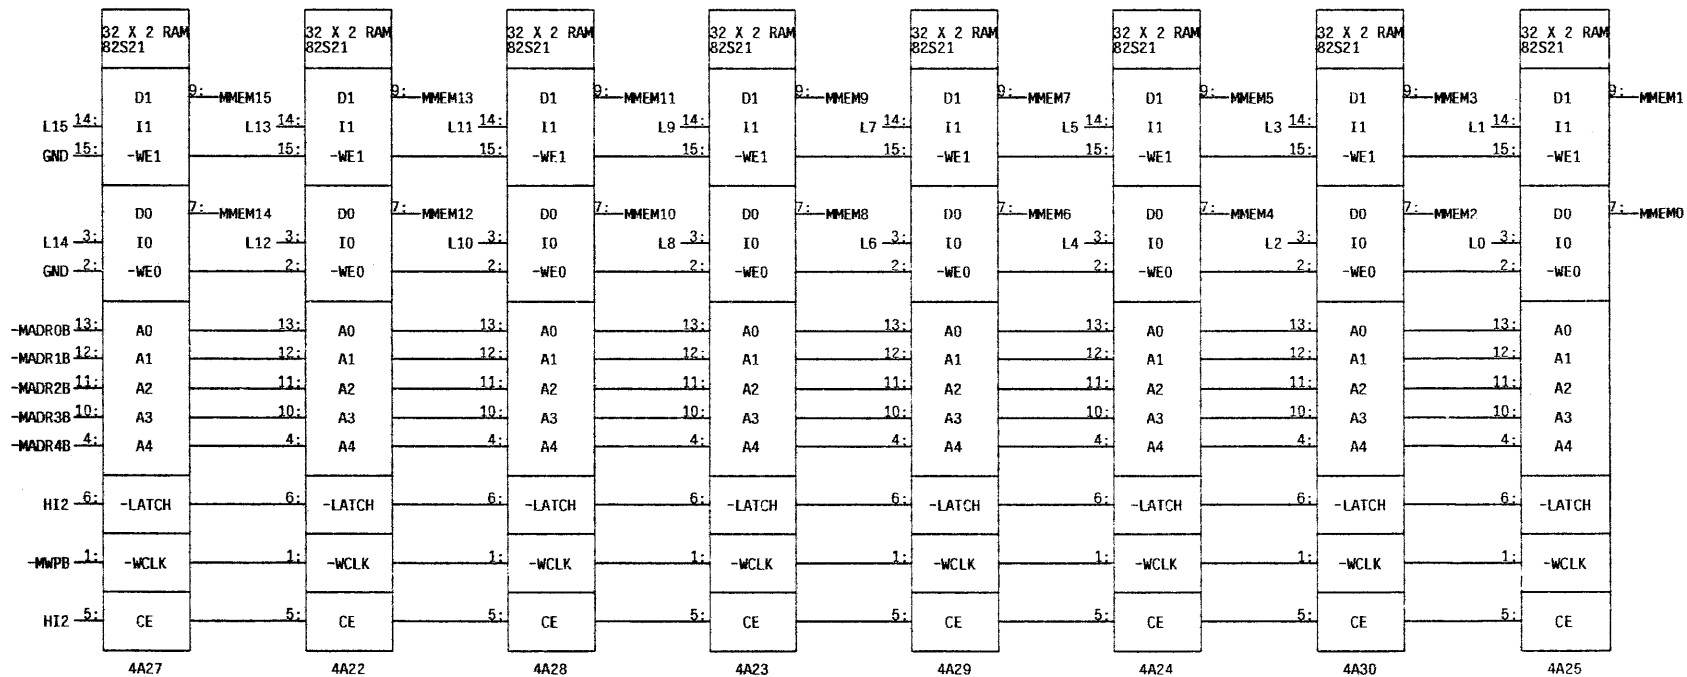 32 X 2 RAM 32 X 2 RAM 32 X 2 RAM 32 X 2 RAM 32 X 2 RAM 32 X 2 RAM 32 X 2 RAM 32 X 2 RAM
82S21 82S21 82S21 82S21 82S21 82S21 82S21 82S21
D1 9: MMEM15 D1 9: MMEM13 D1 9: MMEM11 D1 9: MMEM9 D1 9: MMEM7 D1 9: MMEM5 D1 9: MMEM3 D1 9: MMEM1
L15 14: I1 L13 14: I1 L11 14: I1 L9 14: I1 L7 14: I1 L5 14: I1 L3 14: I1 L1 14: I1
GND 15: -WE1 15: -WE1 15: -WE1 15: -WE1 15: -WE1 15: -WE1 15: -WE1 15: -WE1
D0 7: MMEM14 D0 7: MMEM12 D0 7: MMEM10 D0 7: MMEM8 D0 7: MMEM6 D0 7: MMEM4 D0 7: MMEM2 D0 7: MMEM0
L14 3: I0 L12 3: I0 L10 3: I0 L8 3: I0 L6 3: I0 L4 3: I0 L2 3: I0 L0 3: I0
GND 2: -WE0 2: -WE0 2: -WE0 2: -WE0 2: -WE0 2: -WE0 2: -WE0 2: -WE0
-MADR0B 13: A0 13: A0 13: A0 13: A0 13: A0 13: A0 13: A0 13: A0
-MADR1B 12: A1 12: A1 12: A1 12: A1 12: A1 12: A1 12: A1 12: A1
-MADR2B 11: A2 11: A2 11: A2 11: A2 11: A2 11: A2 11: A2 11: A2
-MADR3B 10: A3 10: A3 10: A3 10: A3 10: A3 10: A3 10: A3 10: A3
-MADR4B 4: A4 4: A4 4: A4 4: A4 4: A4 4: A4 4: A4 4: A4
HI2 6: -LATCH 6: -LATCH 6: -LATCH 6: -LATCH 6: -LATCH 6: -LATCH 6: -LATCH 6: -LATCH
-MWPB 1: -WCLK 1: -WCLK 1: -WCLK 1: -WCLK 1: -WCLK 1: -WCLK 1: -WCLK 1: -WCLK
HI2 5: CE 5: CE 5: CE 5: CE 5: CE 5: CE 5: CE 5: CE
4A27 4A22 4A28 4A23 4A29 4A24 4A30 4A25